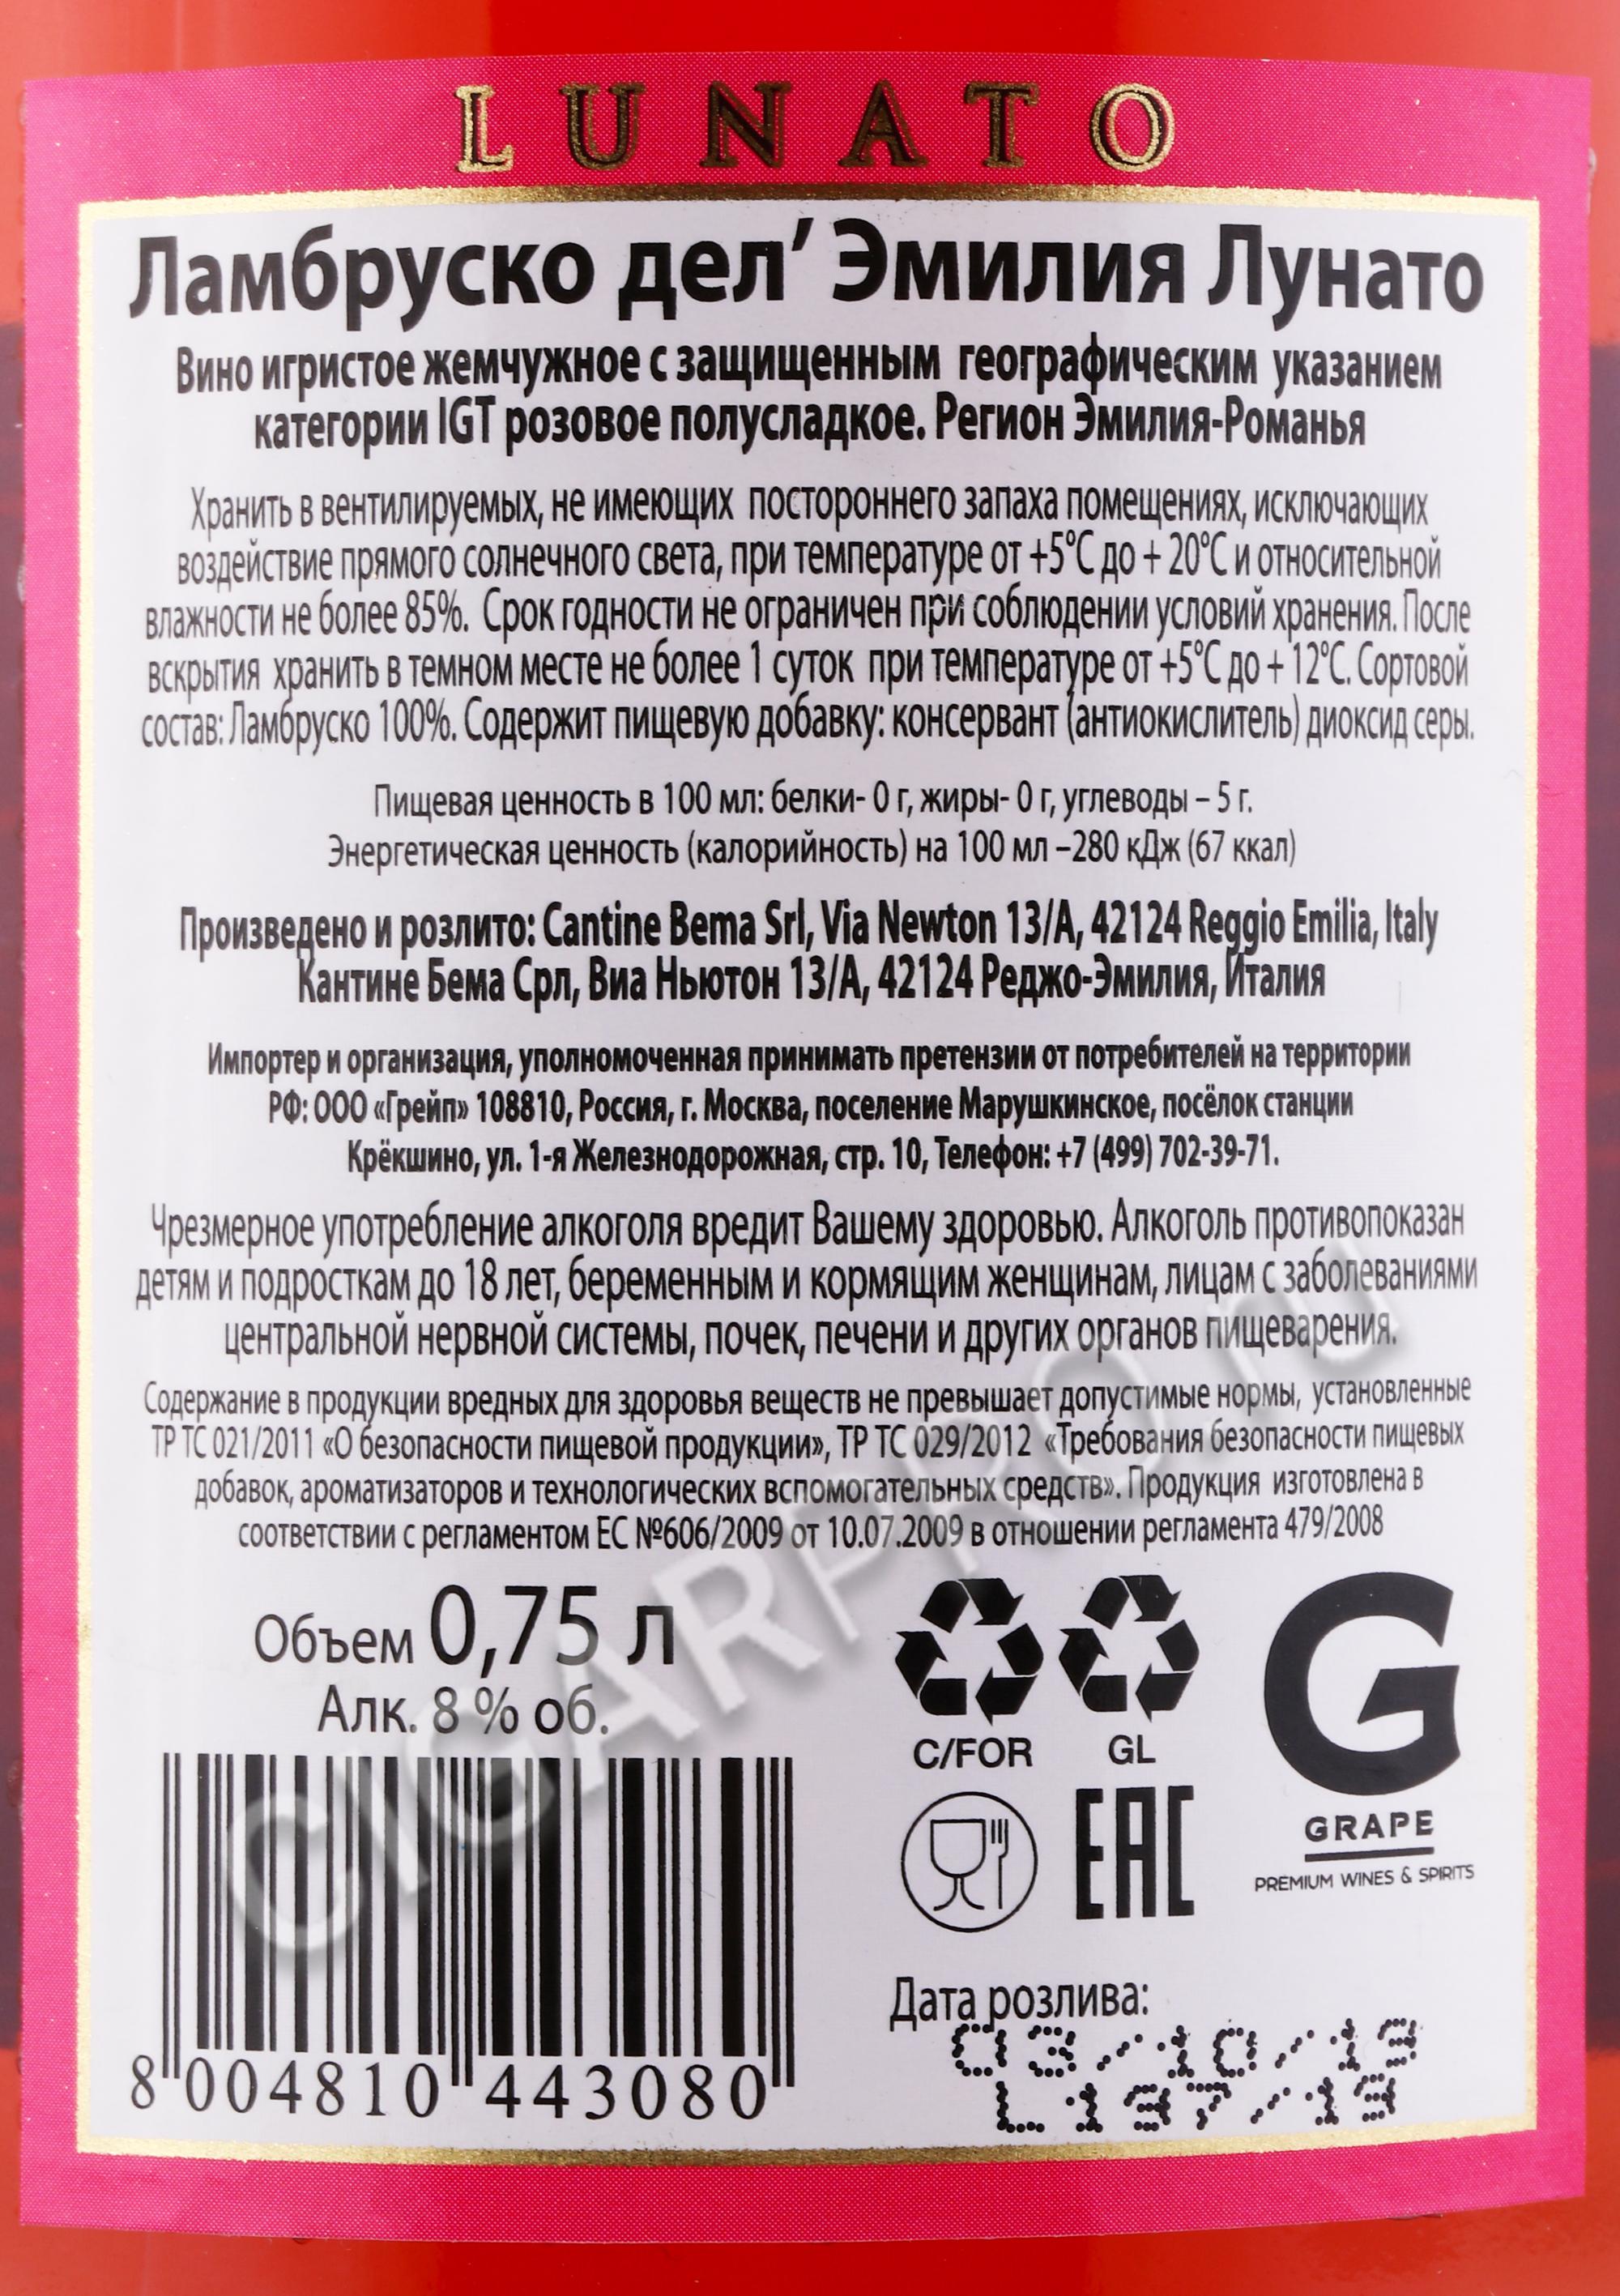 LUNATO
Ламбруско дел’ Эмилия Лунато
Вино игристое жемчужное с защищенным географическим указанием
категории IGT розовое полусладкое. Регион Эмилия-Романья
Хранить в вентилируемых, не имеющих постороннего запаха помещениях, исключающих
воздействие прямого солнечного света, при температуре от +5°С до + 20°С и относительной
влажности не более 85%. Срок годности не ограничен при соблюдении условий хранения. После
вскрытия хранить в темном месте не более 1 суток при температуре от +5°С до + 12°С. Сортовой
состав: Ламбруско 100%. Содержит пищевую добавку: консервант (антиокислитель) диоксид серы.
Пищевая ценность в 100 мл: белки- 0 г, жиры- 0 г, углеводы – 5 г.
Энергетическая ценность (калорийность) на 100 мл –280 кДж (67 ккал)
Произведено и розлито: Cantine Bema Srl, Via Newton 13/A, 42124 Reggio Emilia, Italy
Кантине Бема Срл, Виа Ньютон 13/А, 42124 Реджо-Эмилия, Италия
Импортер и организация, уполномоченная принимать претензии от потребителей на территории
РФ: ООО «Грейп» 108810, Россия, г. Москва, поселение Марушкинское, посёлок станции
Крёкшино, ул. 1-я Железнодорожная, стр. 10, Телефон: +7 (499) 702-39-71.
Чрезмерное употребление алкоголя вредит Вашему здоровью. Алкоголь противопоказан
детям и подросткам до 18 лет, беременным и кормящим женщинам, лицам с заболеваниями
центральной нервной системы, почек, печени и других органов пищеварения.
Содержание в продукции вредных для здоровья веществ не превышает допустимые нормы, установленные
ТР ТС 021/2011 «О безопасности пищевой продукции», ТР ТС 029/2012 «Требования безопасности пищевых
добавок, ароматизаторов и технологических вспомогательных средств». Продукция изготовлена в
соответствии с регламентом ЕС №606/2009 от 10.07.2009 в отношении регламента 479/2008
Объем 0,75 л
Алк. 8 % об.
C/FOR
GL
G
GRAPE
PREMIUM WINES & SPIRITS
EAC
8 004810 443080
Дата розлива:
/10/19
L.197/19
CIGARPRO.ru